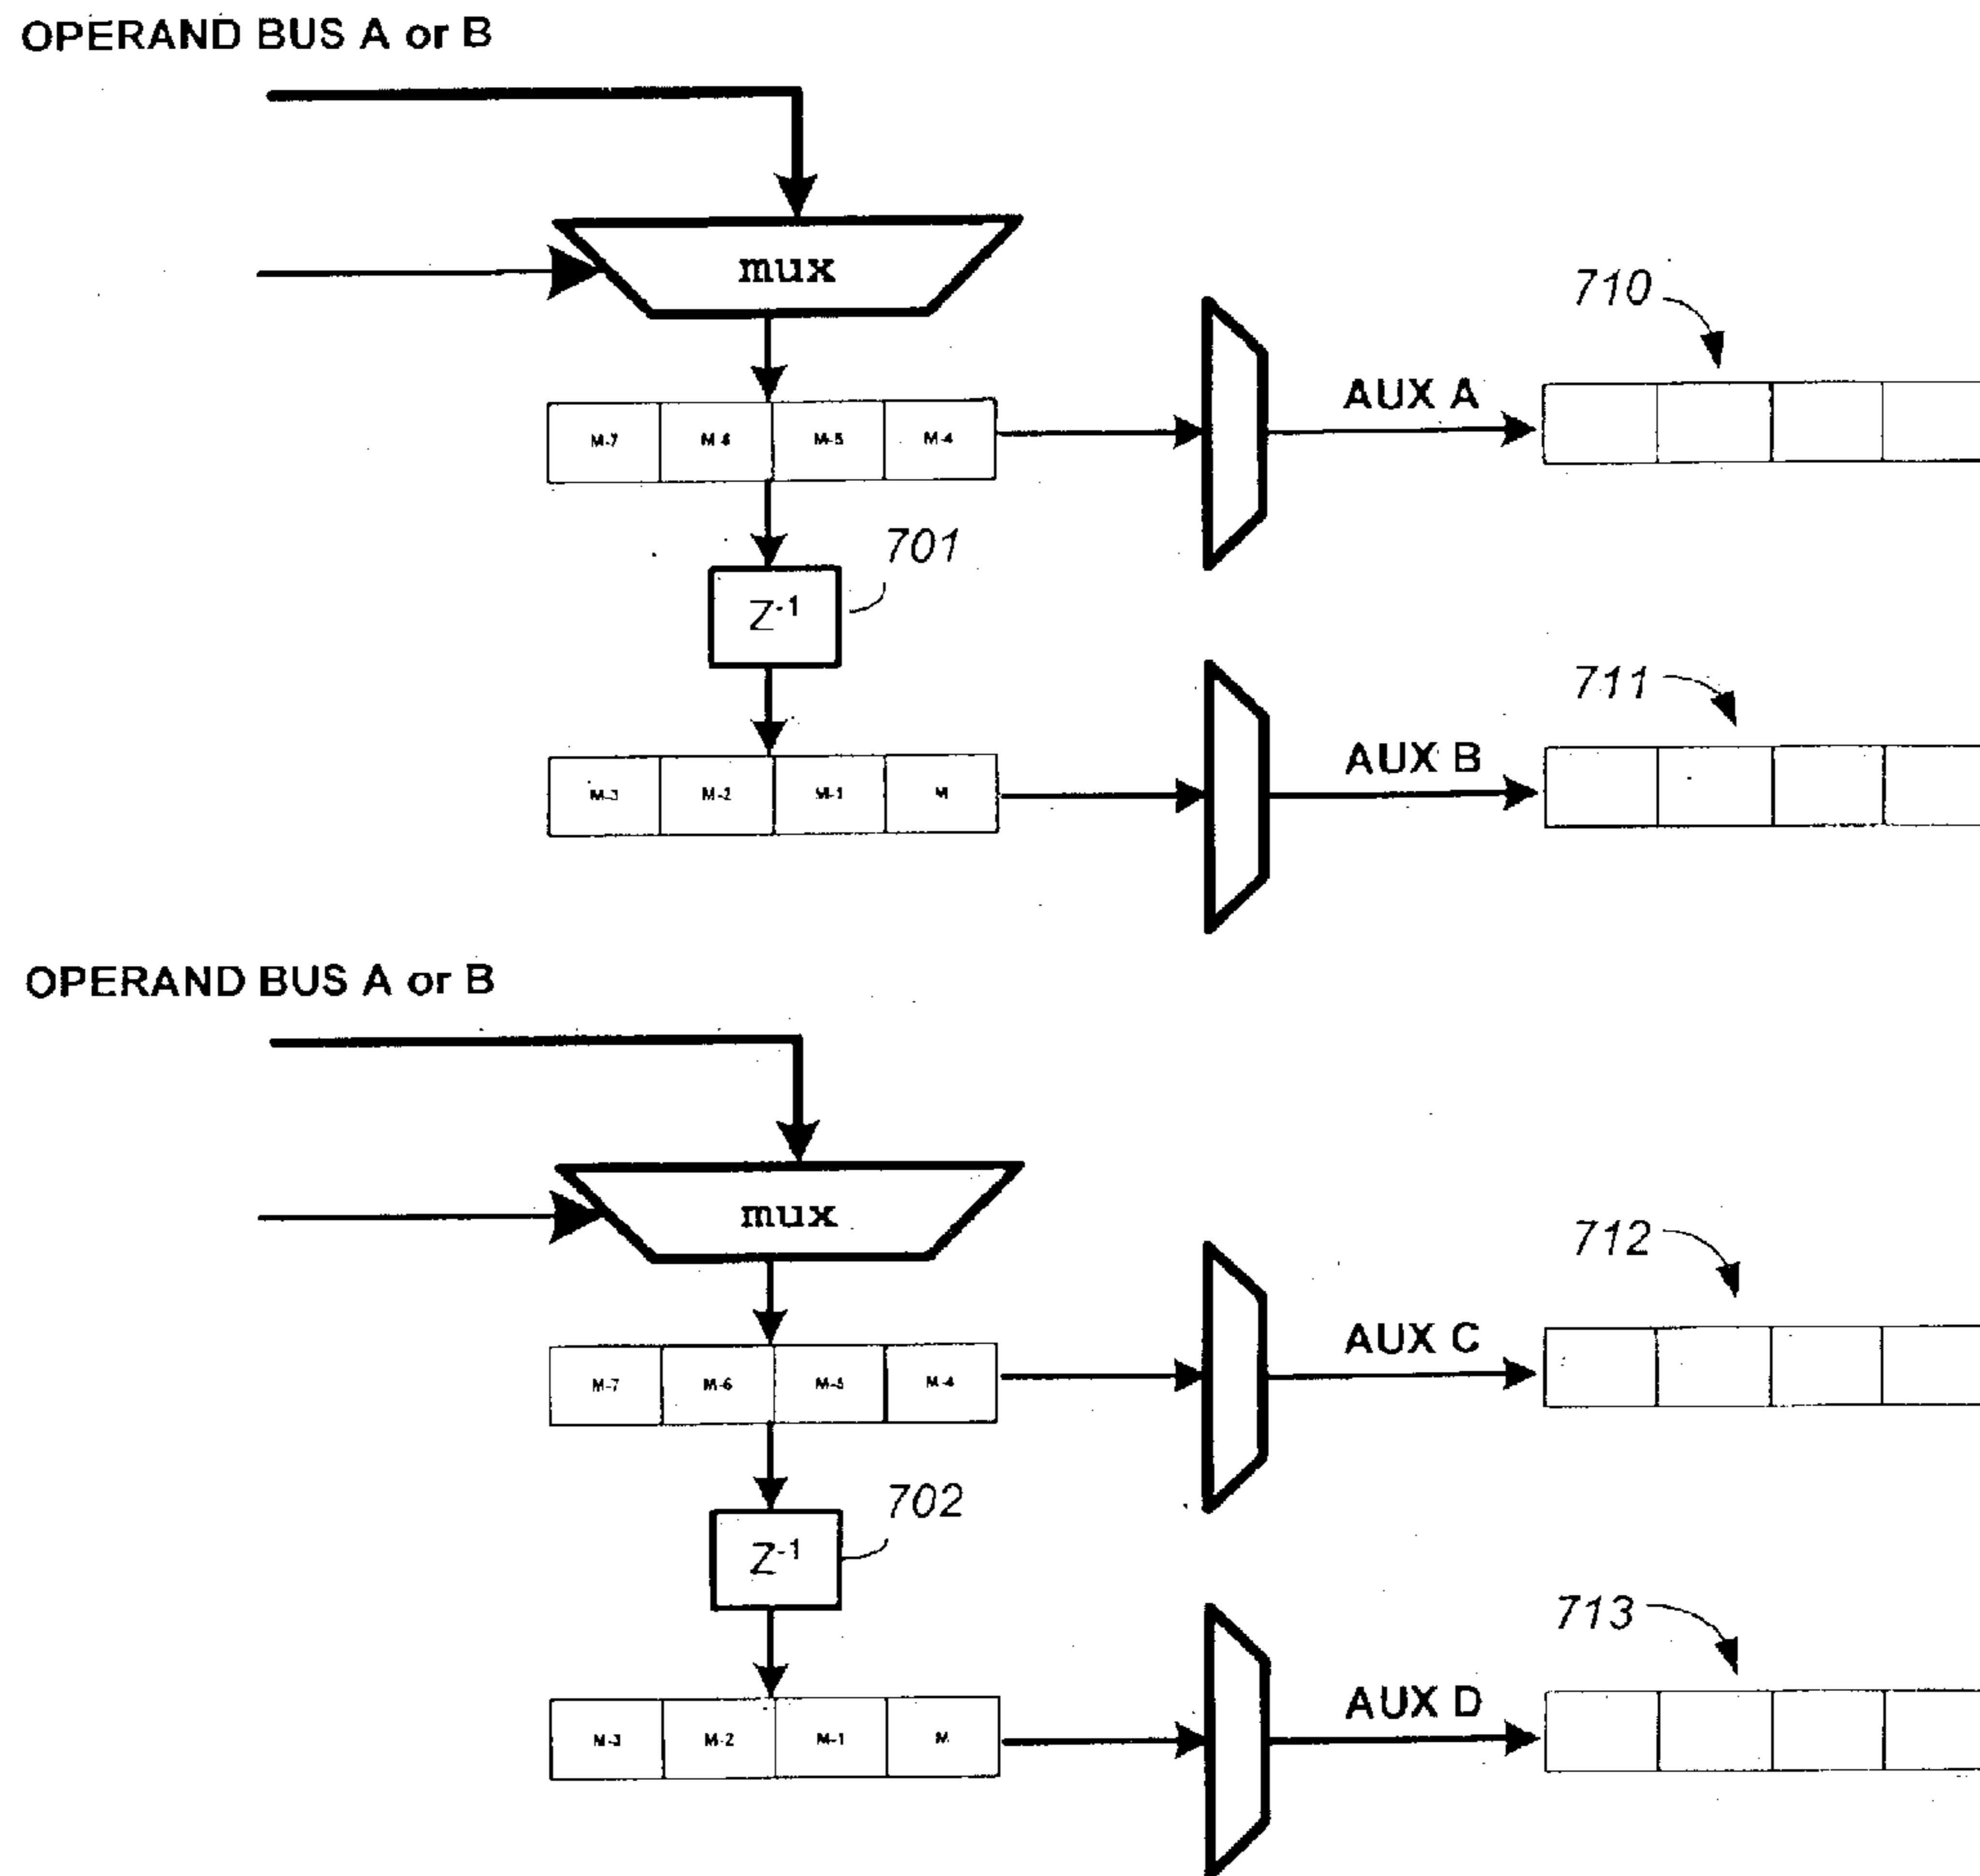 OPERAND BUS A or B
mux
710
AUX A
M-7 M-6 M-5 M-4
701
Z-1
711
AUX B
M-3 M-2 M-1 M
OPERAND BUS A or B
mux
712
AUX C
M-7 M-6 M-5 M-4
702
Z-1
713
AUX D
M-3 M-2 M-1 M